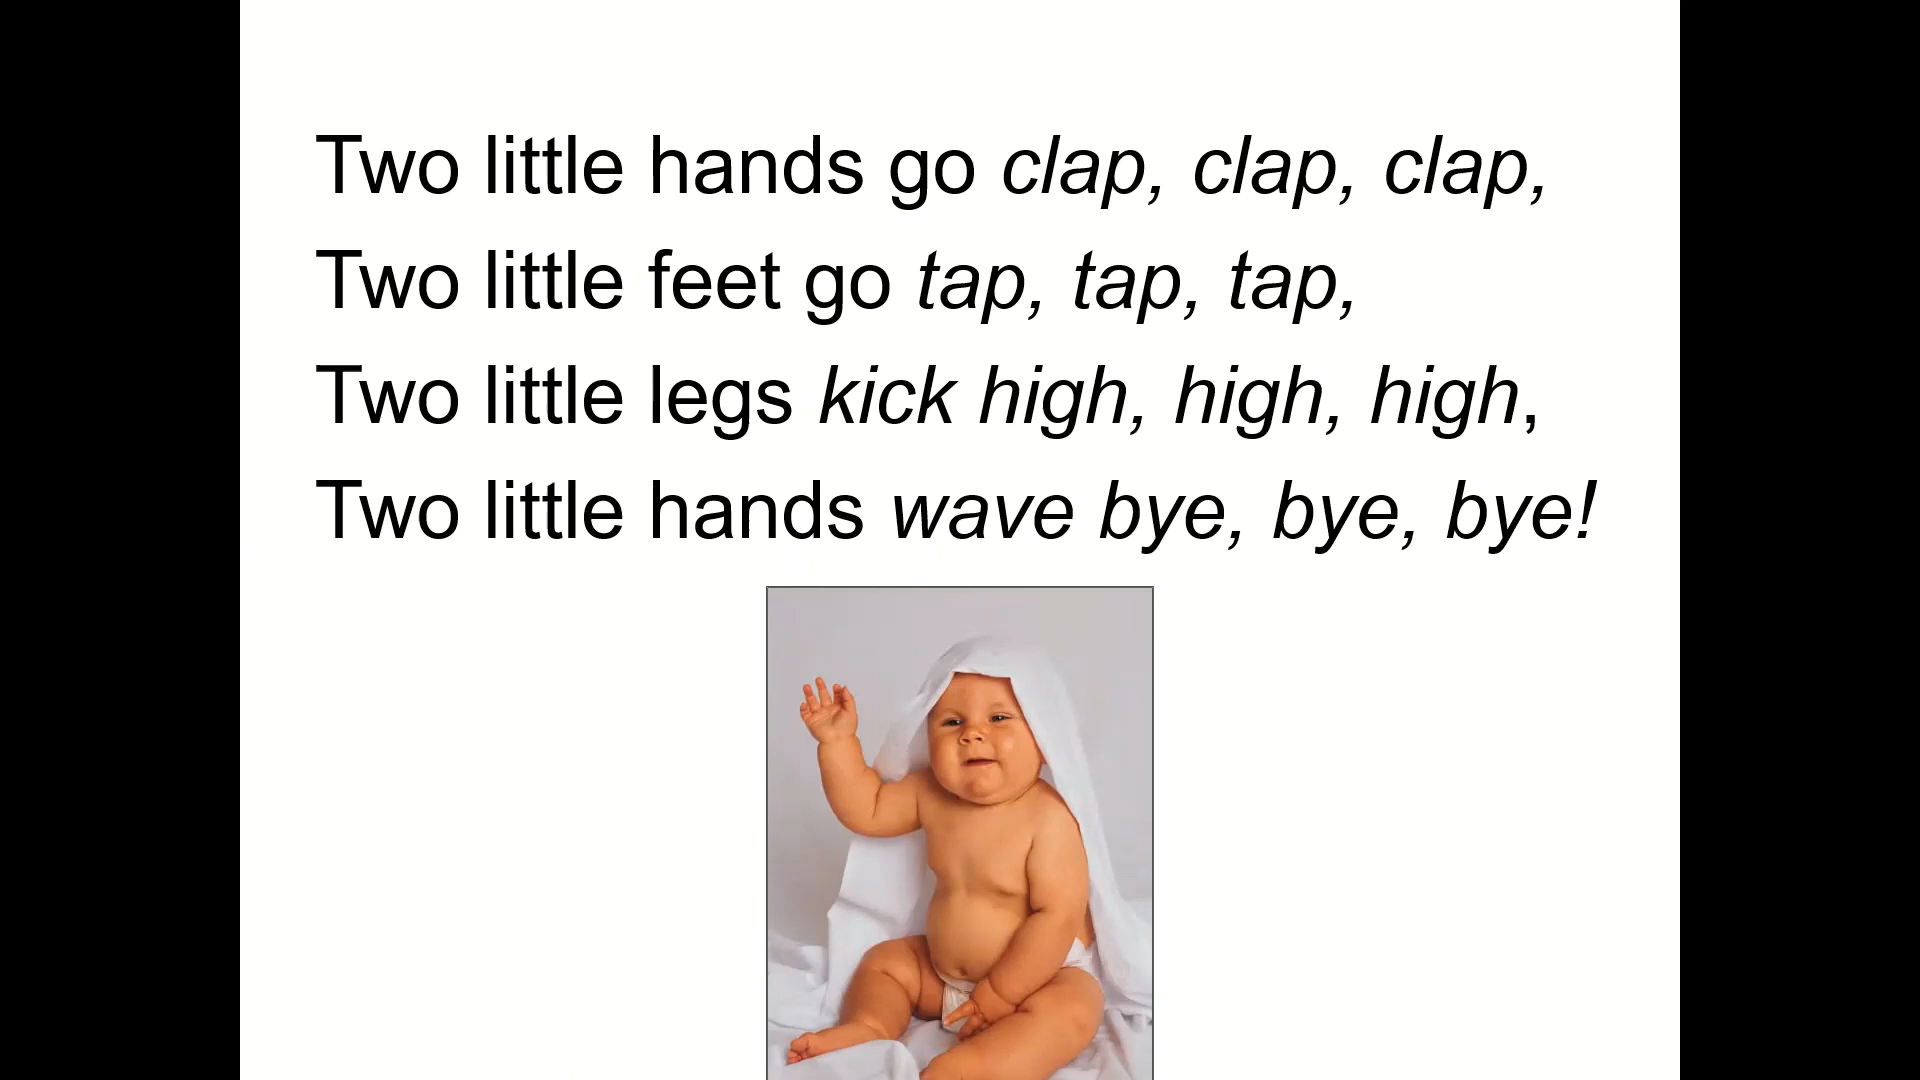 Two little hands go clap, clap, clap,
Two little feet go tap, tap, tap,
Two little legs kick high, high, high,
Two little hands wave bye, bye, bye!